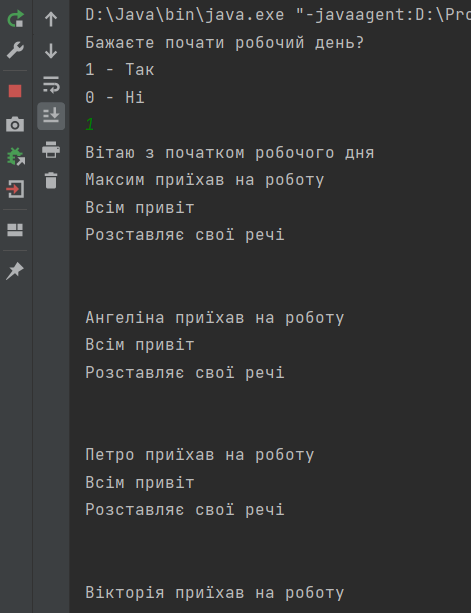 D:\Java\bin\java.exe "-javaagent:D:\Pro
Бажаєте почати робочий день?
1 - Так
0 - Ні
1
Вітаю з початком робочого дня
Максим приїхав на роботу
Всім привіт
Розставляє свої речі
Ангеліна приїхав на роботу
Всім привіт
Розставляє свої речі
Петро приїхав на роботу
Всім привіт
Розставляє свої речі
Вікторія приїхав на роботу